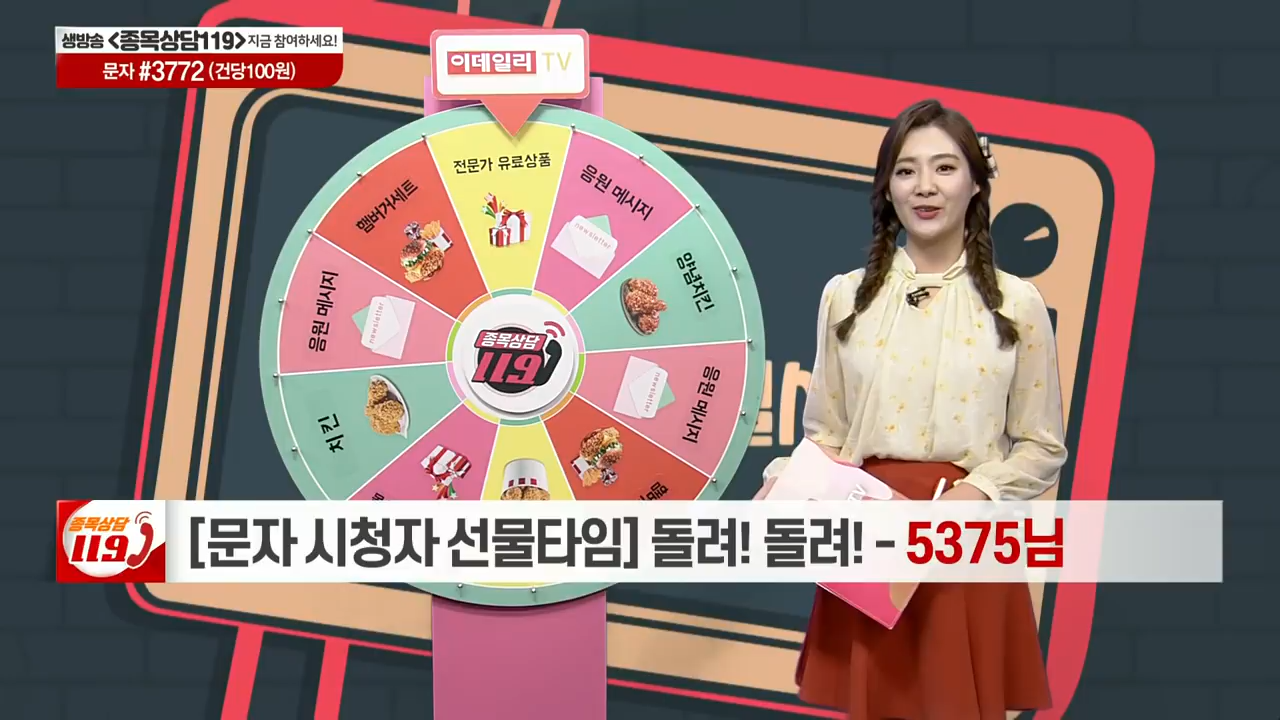 생방송 <종목상담119> 지금 참여하세요!
문자 #3772 (건당100원)
이데일리 TV
전문가 유료상품
응원 메시지
newsletter
양념치킨
응원 메시지
newsletter
햄버거세트
응원 메시지
newsletter
치킨
종목상담
119
TV
종목상담
119
[문자 시청자 선물타임] 돌려! 돌려! - 5375님